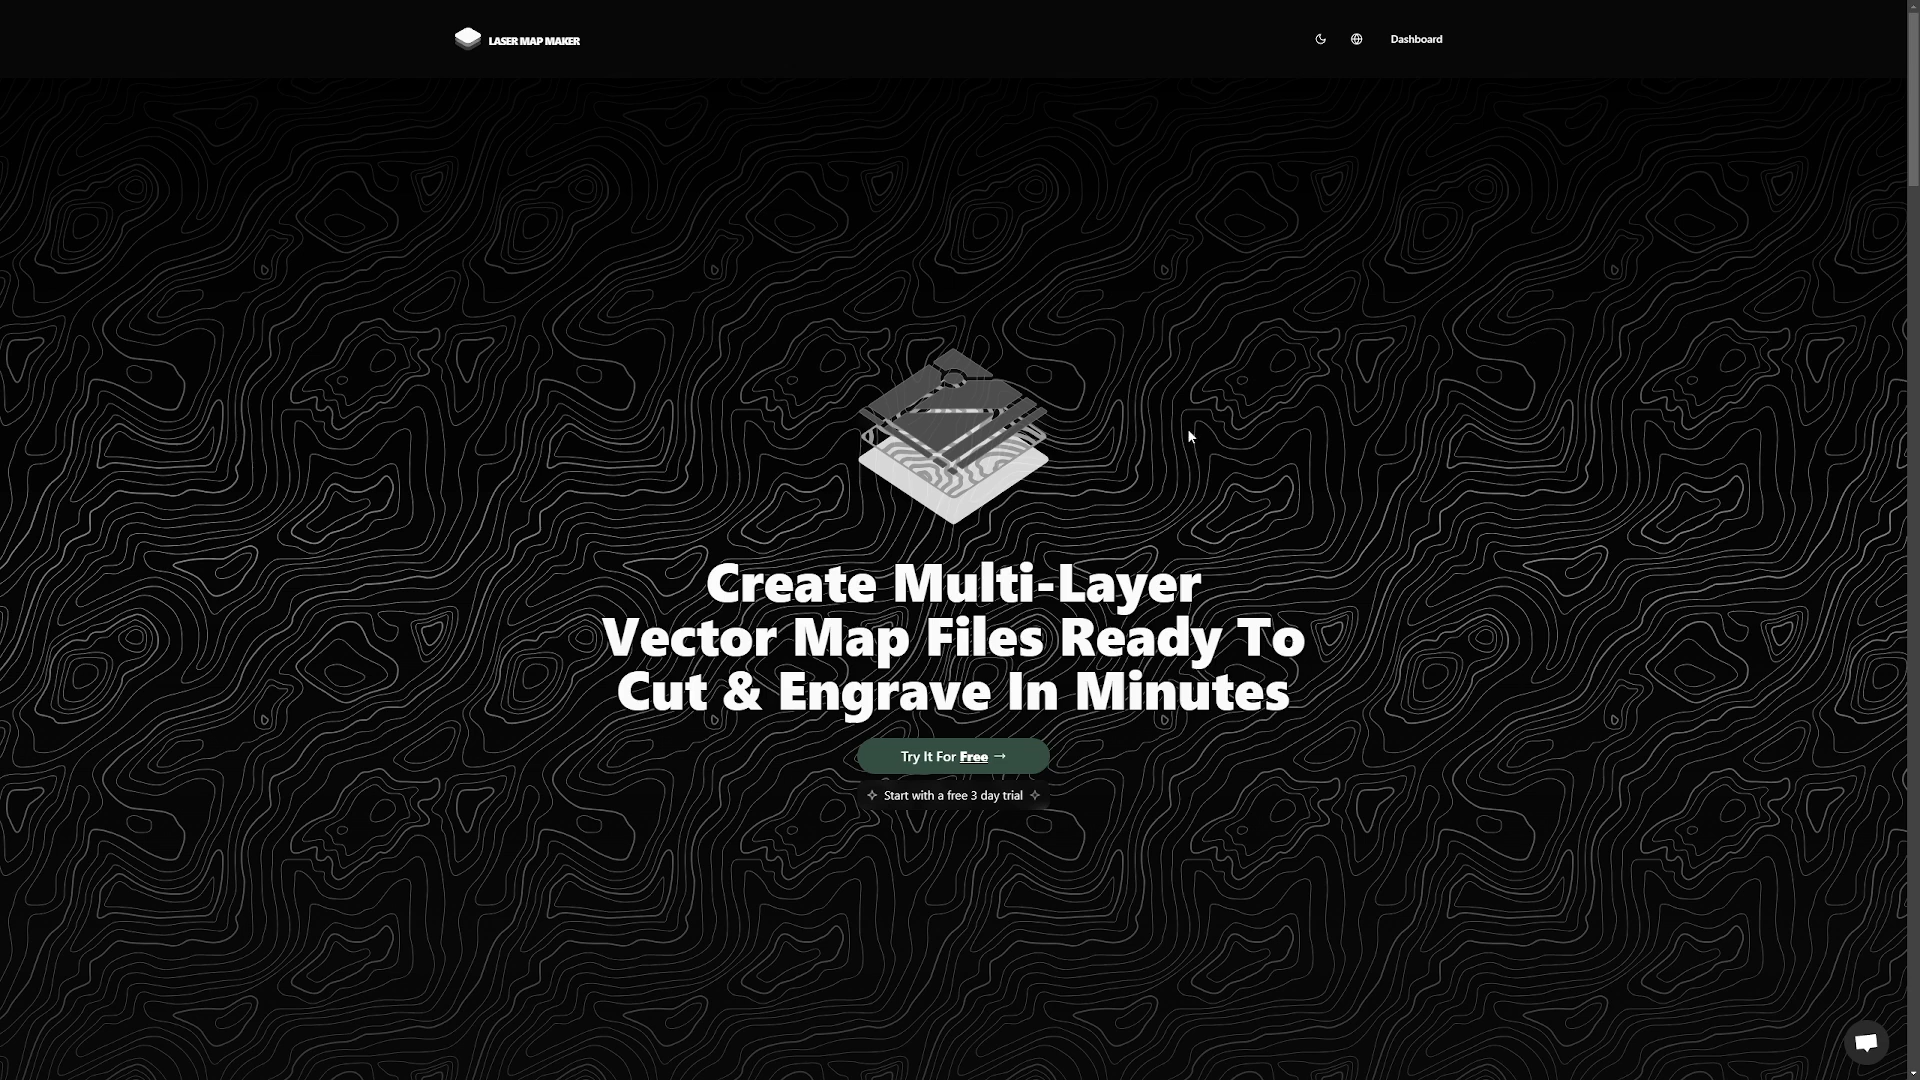 LASER MAP MAKER
Dashboard
Create Multi-Layer
Vector Map Files Ready To
Cut & Engrave In Minutes
Try It For Free →
Start with a free 3 day trial